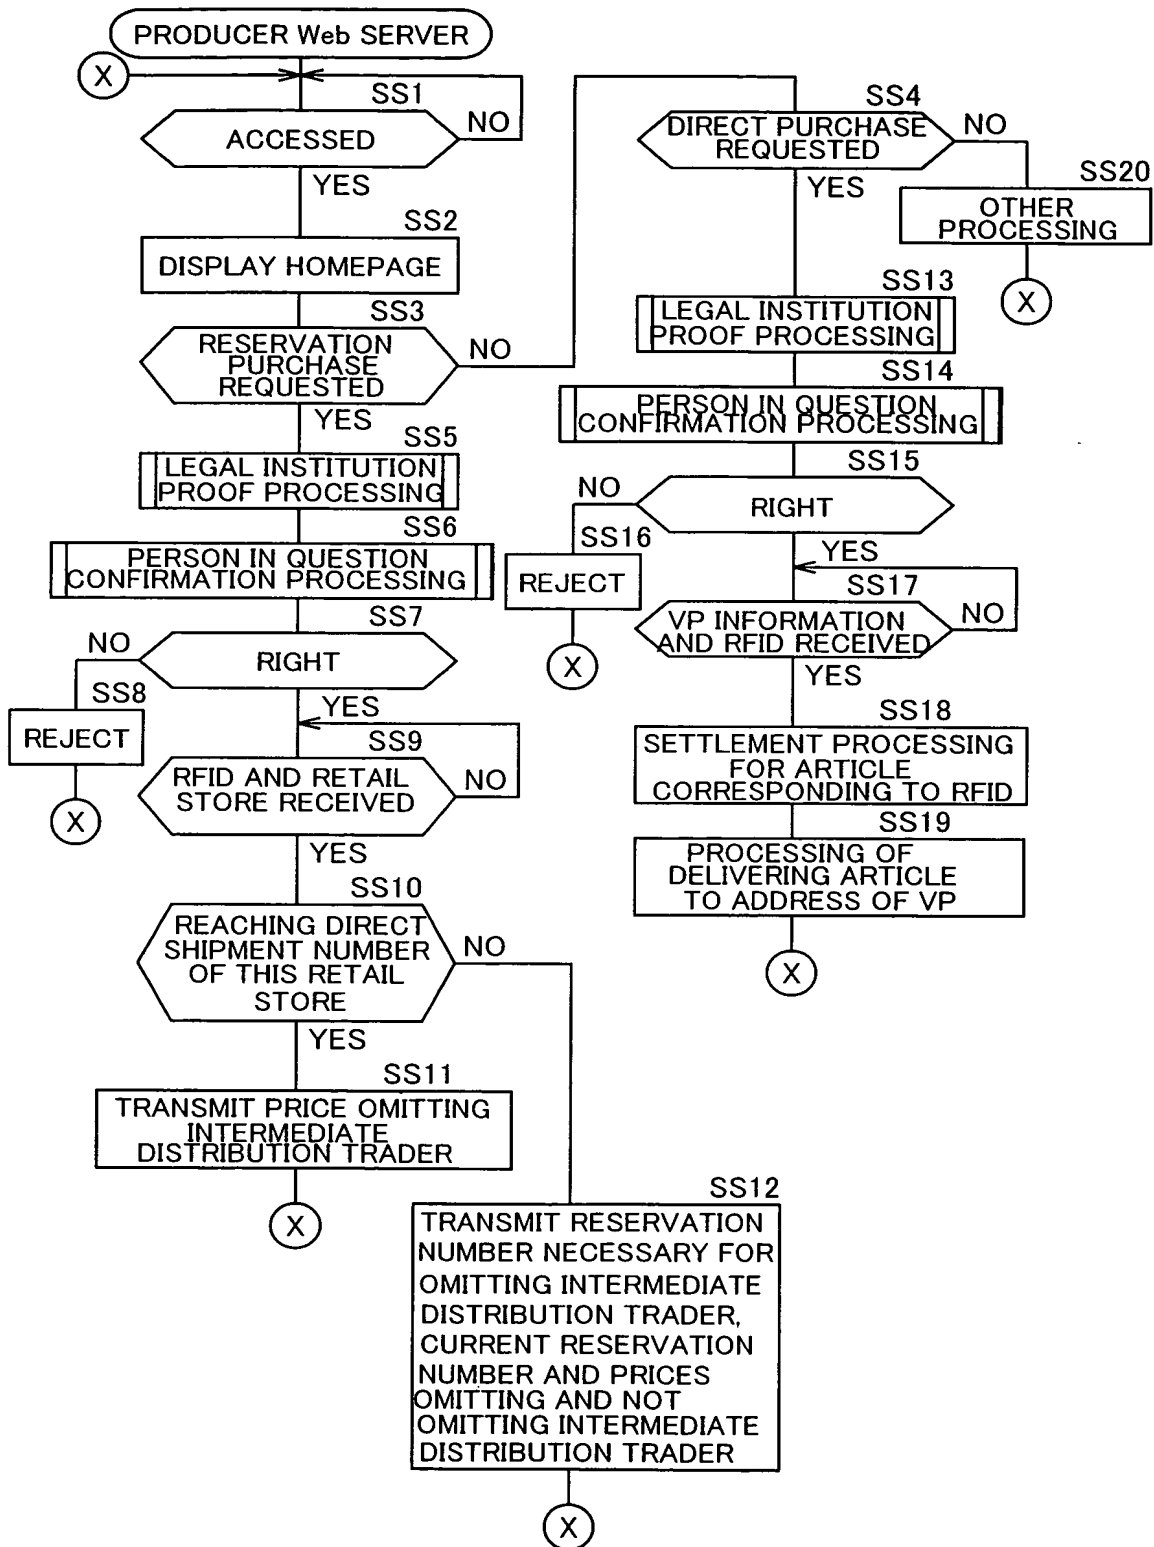 PRODUCER Web SERVER
X
SS1
ACCESSED
NO
YES
SS2
DISPLAY HOMEPAGE
SS3
RESERVATION
PURCHASE
REQUESTED
NO
YES
SS5
LEGAL INSTITUTION
PROOF PROCESSING
SS6
PERSON IN QUESTION
CONFIRMATION PROCESSING
SS7
NO
RIGHT
SS8
YES
REJECT
X
SS9
RFID AND RETAIL
STORE RECEIVED
NO
YES
SS10
REACHING DIRECT
SHIPMENT NUMBER
OF THIS RETAIL
STORE
NO
YES
SS11
TRANSMIT PRICE OMITTING
INTERMEDIATE
DISTRIBUTION TRADER
X
SS12
TRANSMIT RESERVATION
NUMBER NECESSARY FOR
OMITTING INTERMEDIATE
DISTRIBUTION TRADER,
CURRENT RESERVATION
NUMBER AND PRICES
OMITTING AND NOT
OMITTING INTERMEDIATE
DISTRIBUTION TRADER
X
SS4
DIRECT PURCHASE
REQUESTED
NO
YES
SS20
OTHER
PROCESSING
X
SS13
LEGAL INSTITUTION
PROOF PROCESSING
SS14
PERSON IN QUESTION
CONFIRMATION PROCESSING
SS15
NO
RIGHT
SS16
REJECT
X
YES
SS17
VP INFORMATION
AND RFID RECEIVED
NO
YES
SS18
SETTLEMENT PROCESSING
FOR ARTICLE
CORRESPONDING TO RFID
SS19
PROCESSING OF
DELIVERING ARTICLE
TO ADDRESS OF VP
X